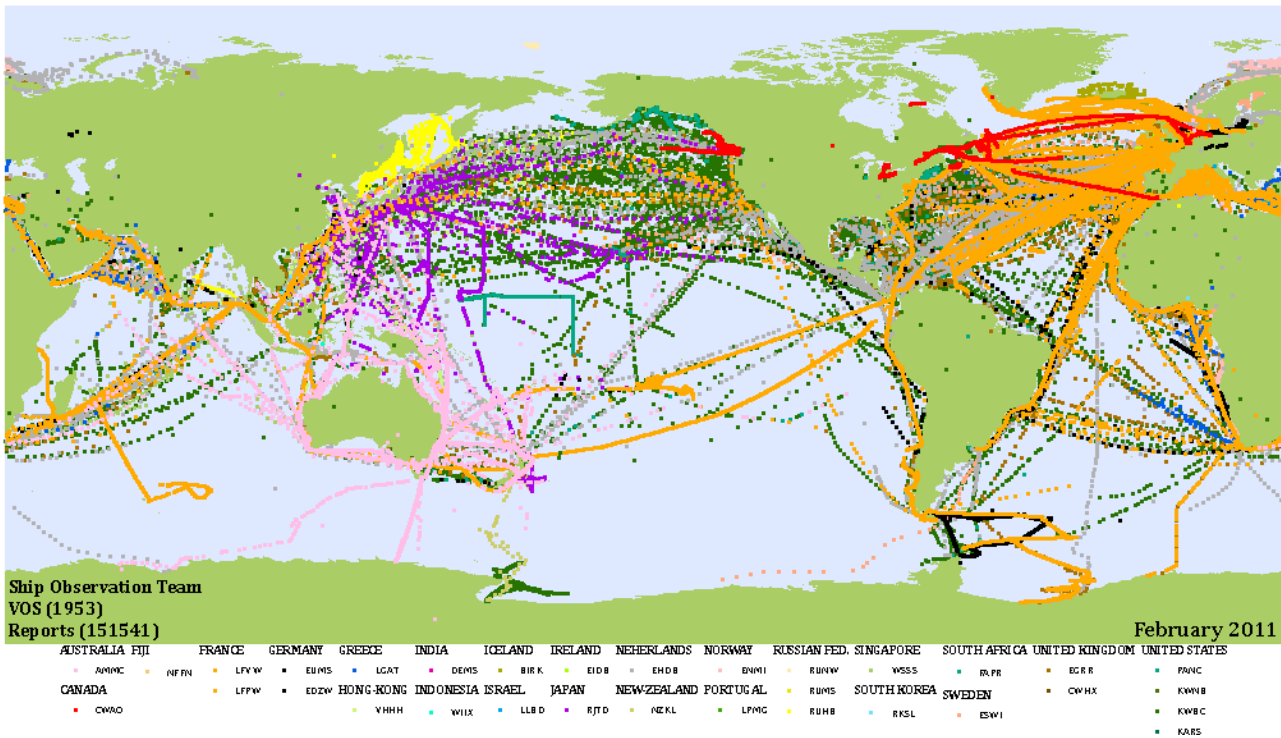 Ship Observation Team
VOS (1953)
Reports (151541)
February 2011
AUSTRALIA FIJI FRANCE GERMANY GREECE INDIA ICELAND IRELAND NEHERLANDS NORWAY RUSSIAN FED. SINGAPORE SOUTH AFRICA UNITED KINGDOM UNITED STATES
AMMC NFFN LFVW EUMS LGAT DEMS BIRK EIDB EHDB ENMI RUNW WSSS FAPR EGRR PANC
CANADA LFPW EDZW HONG-KONG INDONESIA ISRAEL JAPAN NEW-ZEALAND PORTUGAL RUMS SOUTH KOREA SWEDEN CWHX KWNB
CWAO VHHH WIIX LLBD RJTD NZKL LPMG RUHB RKSL ESWI KWBC
KARS